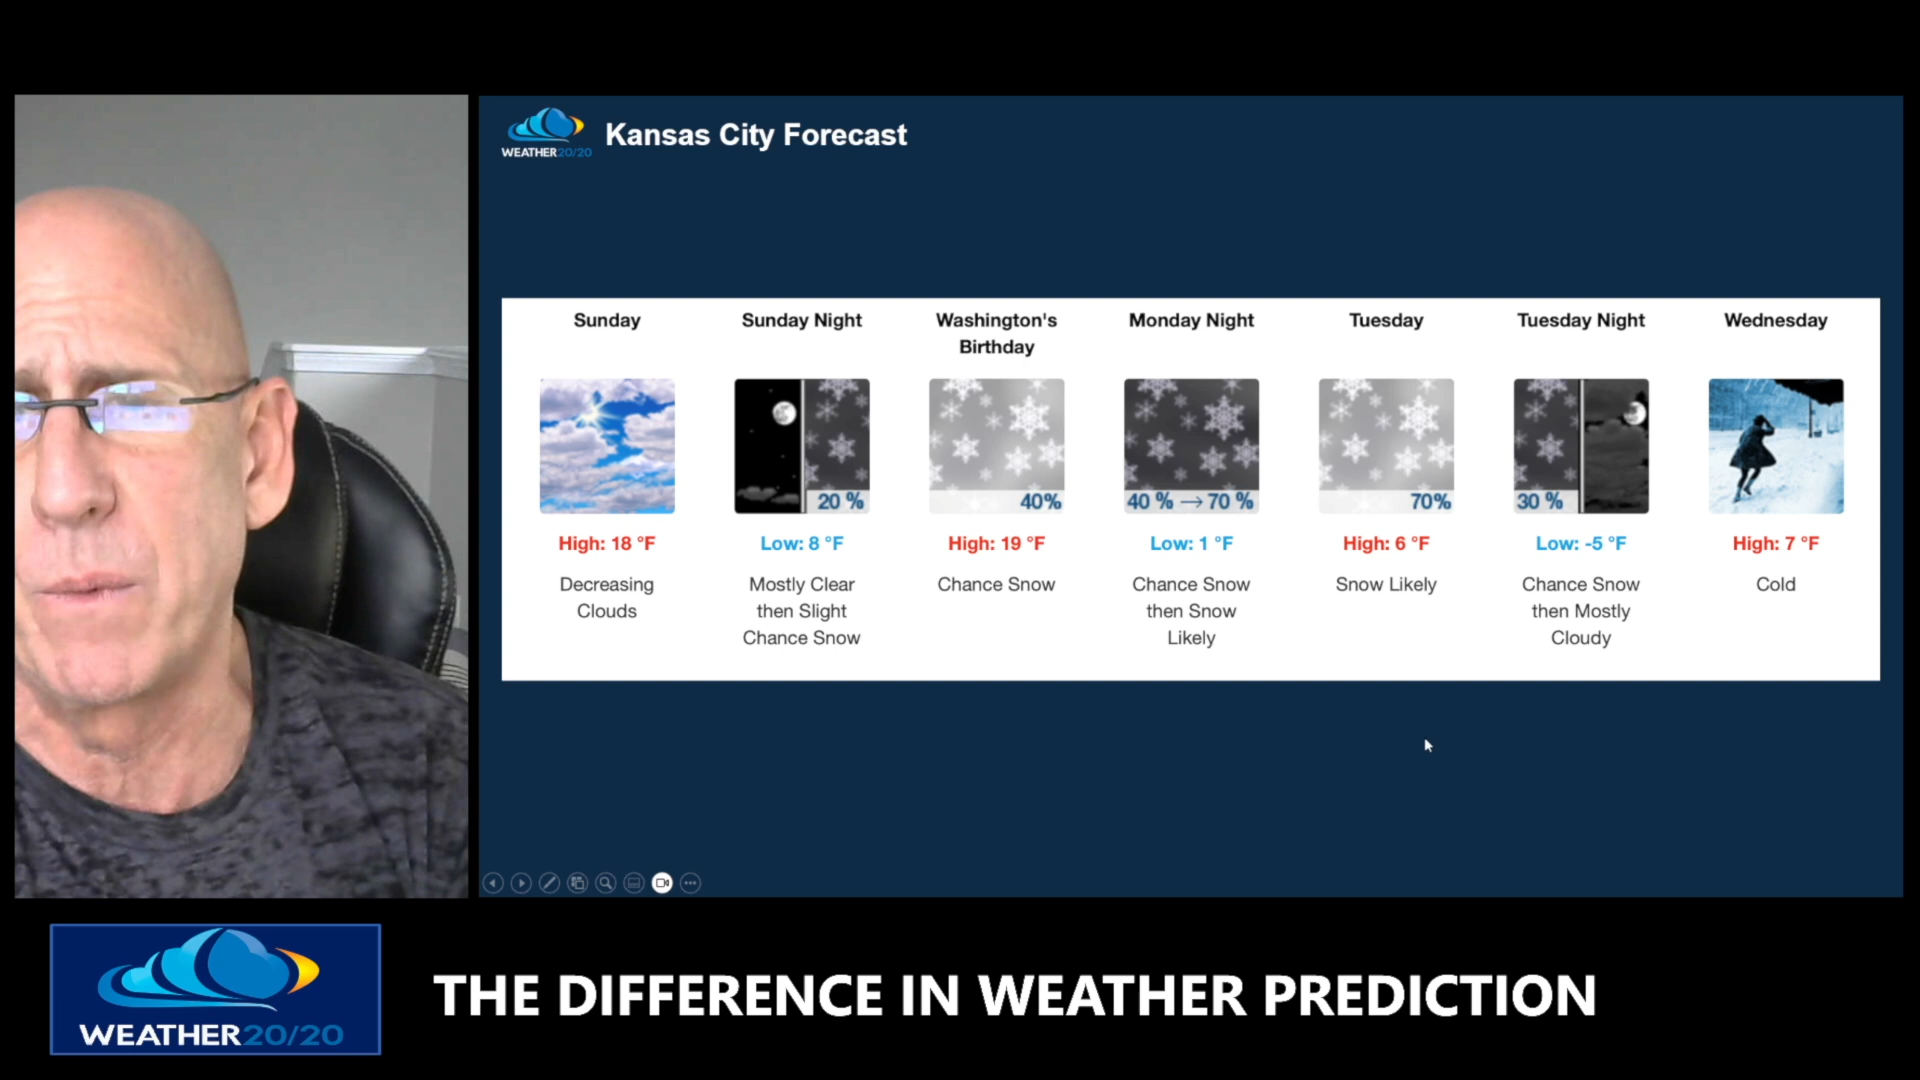 WEATHER20/20
Kansas City Forecast
Sunday
Sunday Night
Washington's
Birthday
Monday Night
Tuesday
Tuesday Night
Wednesday
20 %
40%
40 % → 70 %
70%
30 %
High: 18 °F
Low: 8 °F
High: 19 °F
Low: 1 °F
High: 6 °F
Low: -5 °F
High: 7 °F
Decreasing
Clouds
Mostly Clear
then Slight
Chance Snow
Chance Snow
Chance Snow
then Snow
Likely
Snow Likely
Chance Snow
then Mostly
Cloudy
Cold
WEATHER20/20
THE DIFFERENCE IN WEATHER PREDICTION